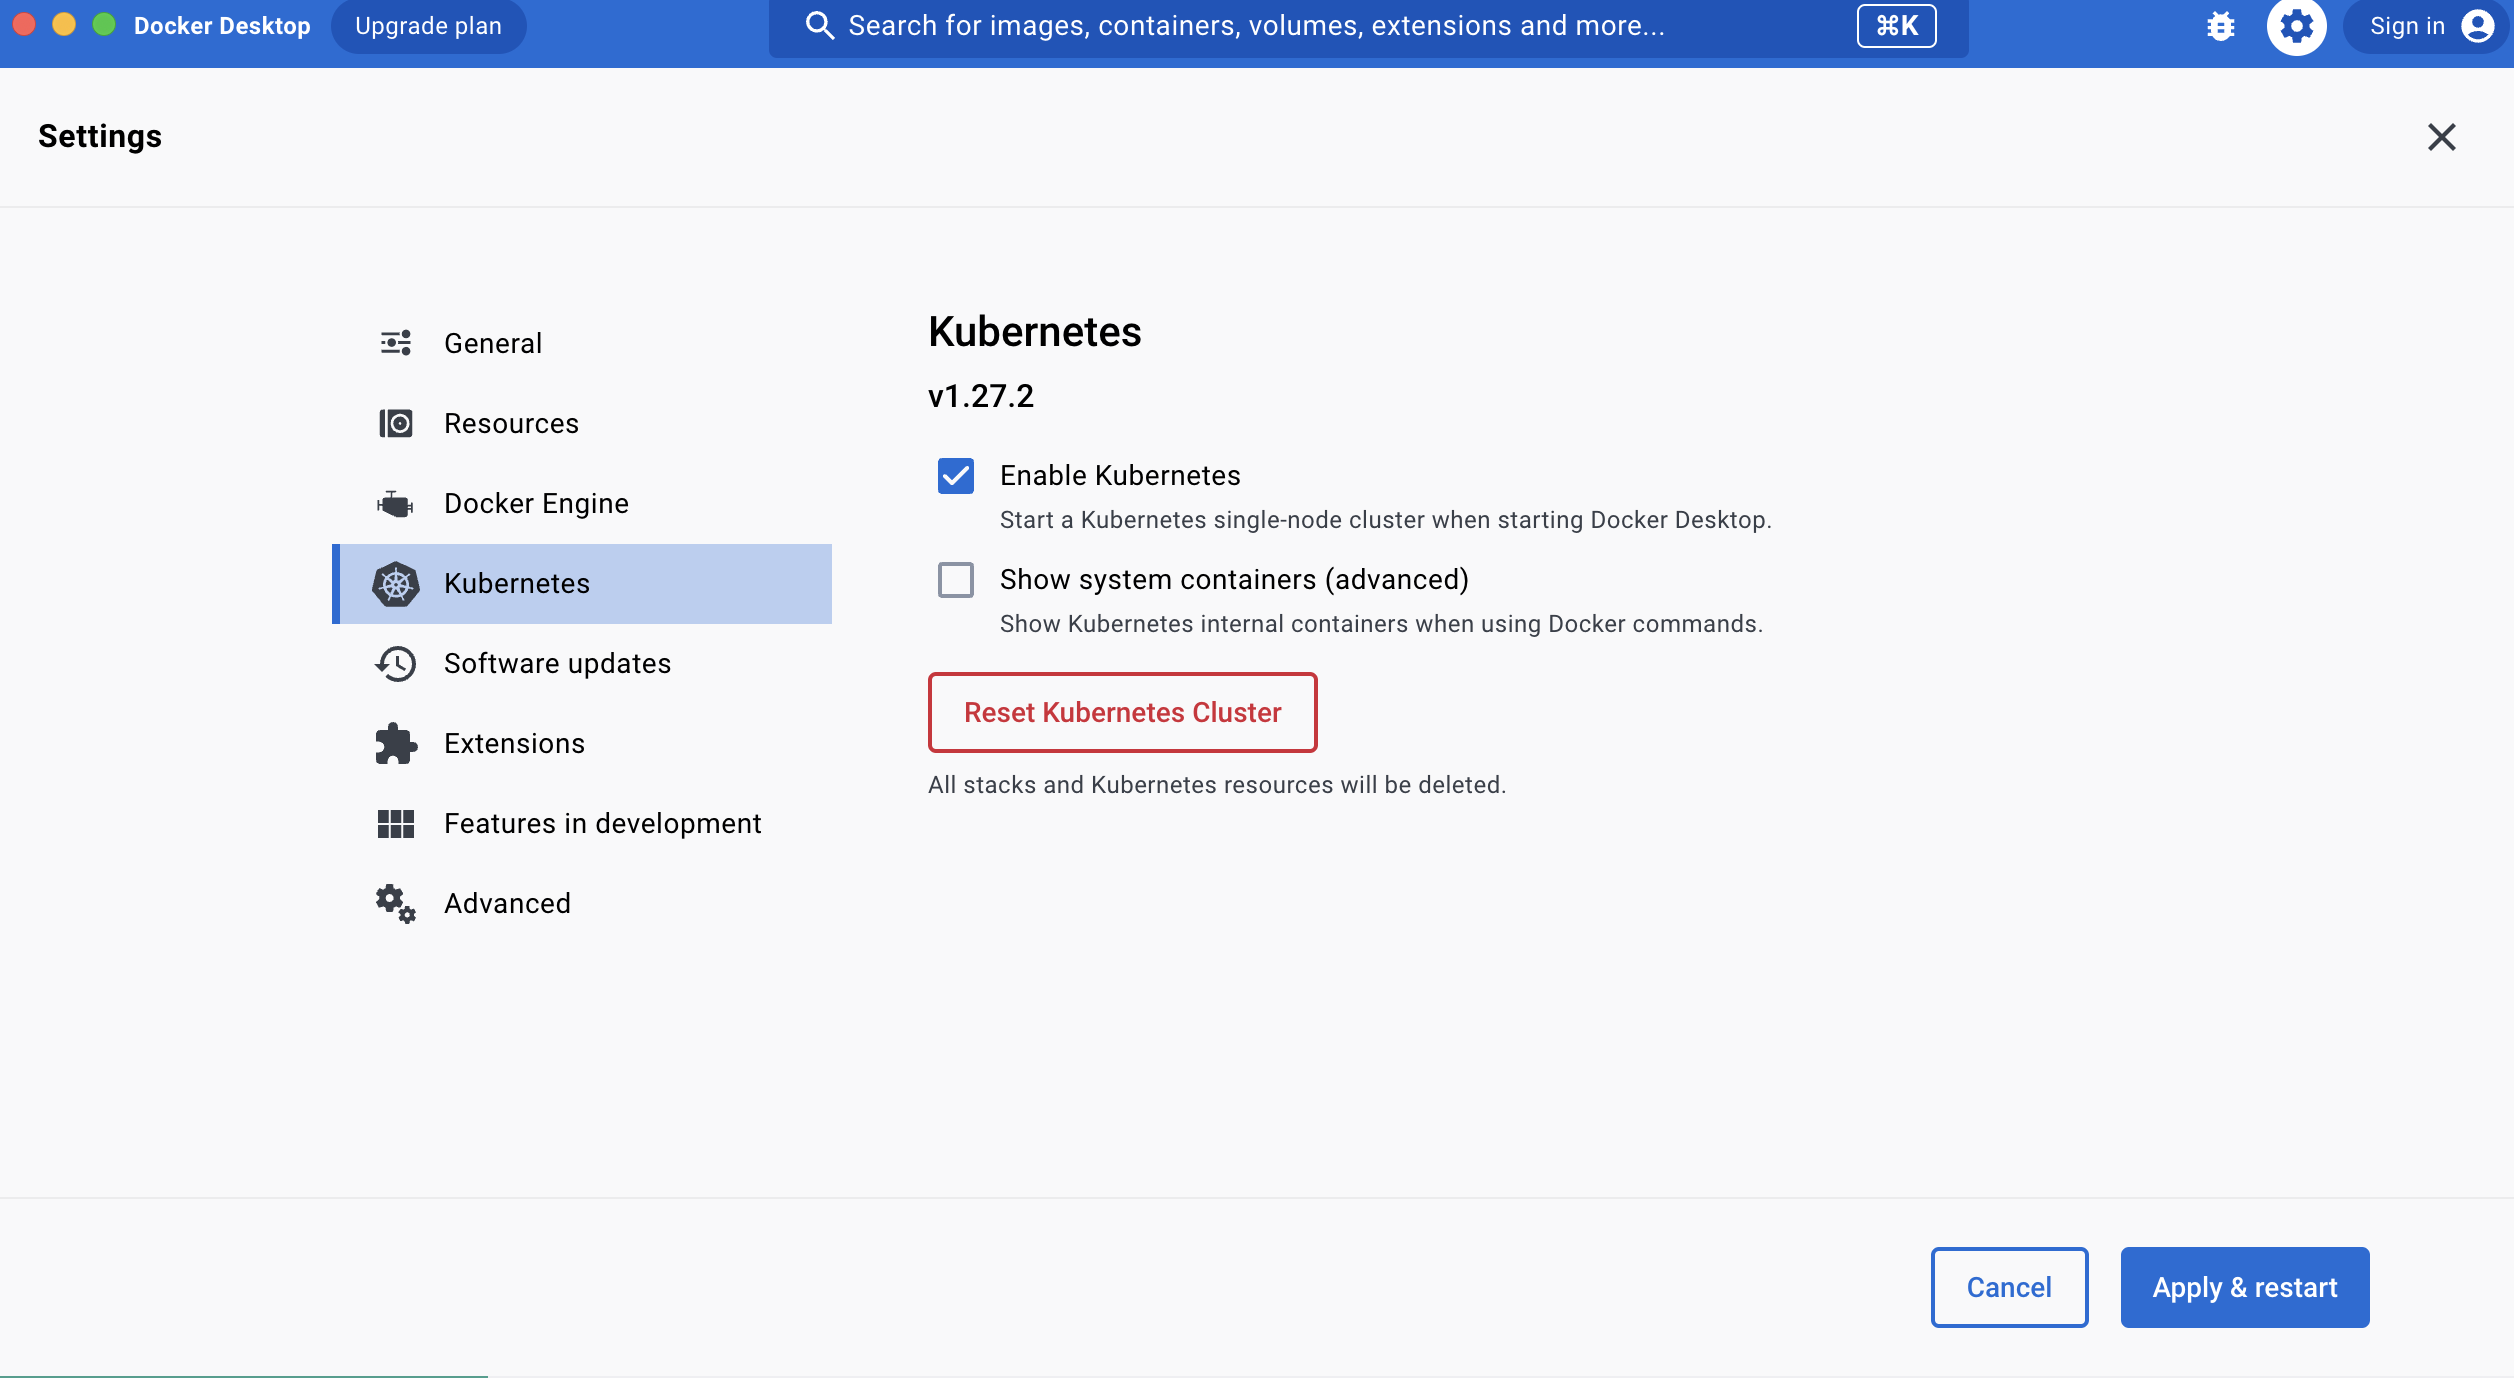 Docker Desktop
Upgrade plan
Search for images, containers, volumes, extensions and more...
⌘K
Sign in
Settings
General
Resources
Docker Engine
Kubernetes
Software updates
Extensions
Features in development
Advanced
Kubernetes
v1.27.2
Enable Kubernetes
Start a Kubernetes single-node cluster when starting Docker Desktop.
Show system containers (advanced)
Show Kubernetes internal containers when using Docker commands.
Reset Kubernetes Cluster
All stacks and Kubernetes resources will be deleted.
Cancel
Apply & restart